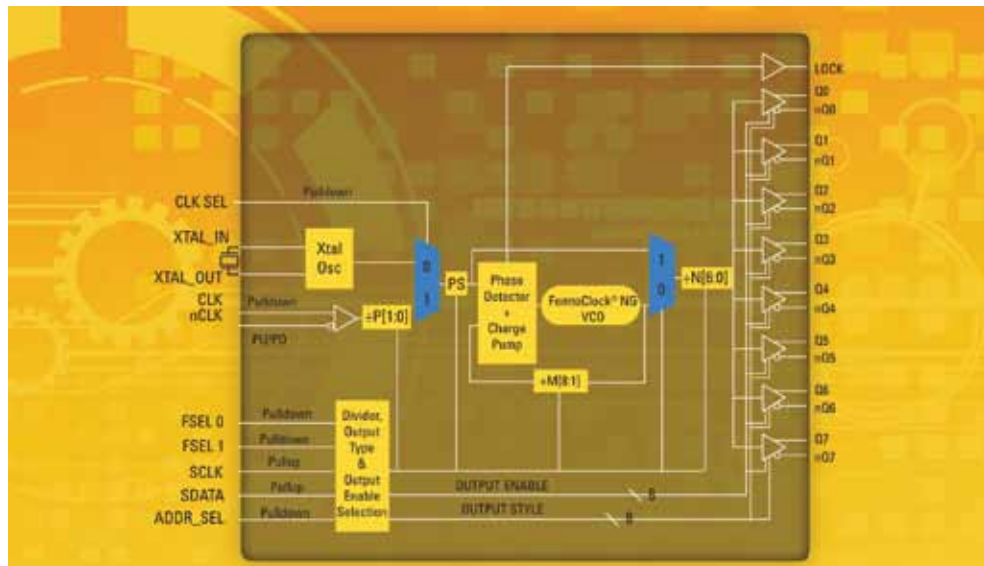 LOCK
Q0
nQ0
Q1
nQ1
Q2
nQ2
Q3
nQ3
Q4
nQ4
Q5
nQ5
Q6
nQ6
Q7
nQ7
CLK SEL
Pulldown
XTAL_IN
XTAL_OUT
Xtal
Osc
0
1
PS
CLK
Pulldown
nCLK
PU/PD
÷P[1:0]
Phase
Detector
+
Charge
Pump
FemoClock® NG
VCO
1
0
÷N[6:0]
÷M[8:1]
FSEL 0
Pulldown
FSEL 1
Pulldown
SCLK
Pullup
SDATA
Pullup
ADDR_SEL
Pulldown
Divider,
Output
Type
&
Output
Enable
Selection
OUTPUT ENABLE
8
OUTPUT STYLE
8